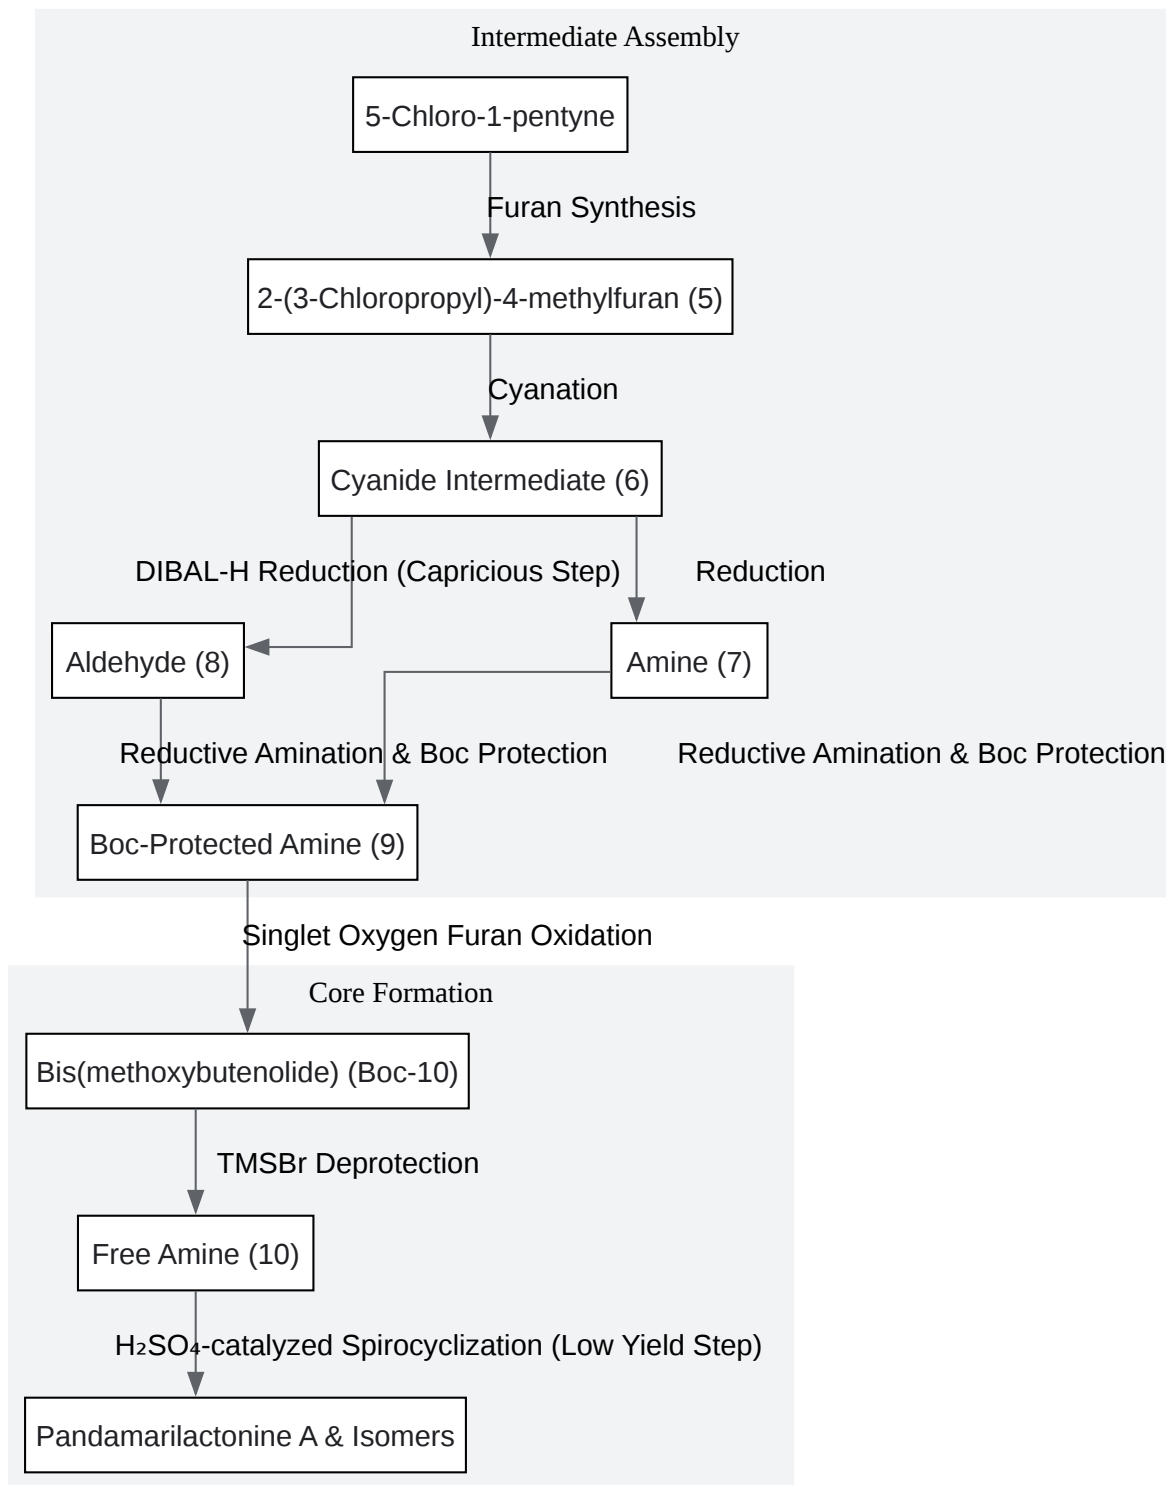 Intermediate Assembly
5-Chloro-1-pentyne
Furan Synthesis
2-(3-Chloropropyl)-4-methylfuran (5)
Cyanation
Cyanide Intermediate (6)
DIBAL-H Reduction (Capricious Step)
Reduction
Aldehyde (8)
Amine (7)
Reductive Amination & Boc Protection
Reductive Amination & Boc Protection
Boc-Protected Amine (9)
Singlet Oxygen Furan Oxidation
Core Formation
Bis(methoxybutenolide) (Boc-10)
TMSBr Deprotection
Free Amine (10)
H₂SO₄-catalyzed Spirocyclization (Low Yield Step)
Pandamarilactonine A & Isomers